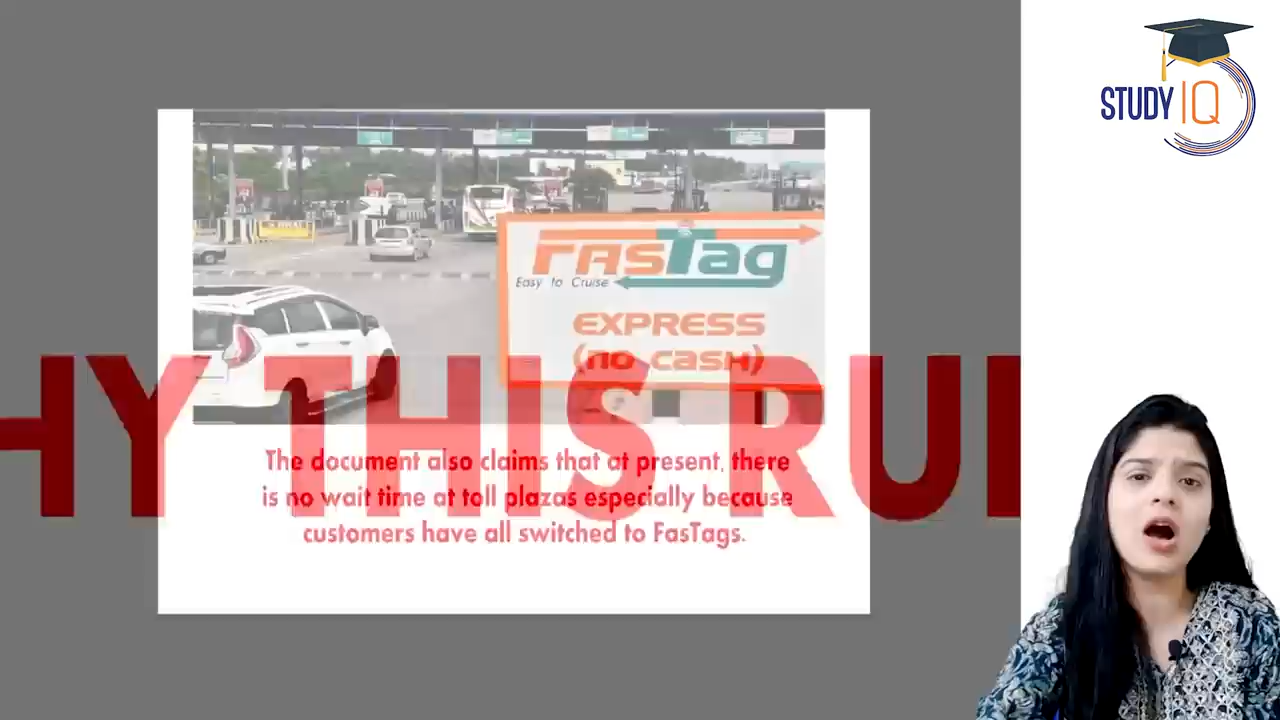 STUDY IQ
FASTag
Easy to Cruise
EXPRESS
(no CASH)
HY THIS RU
The document also claims that at present, there
is no wait time at toll plazas especially because
customers have all switched to FasTags.